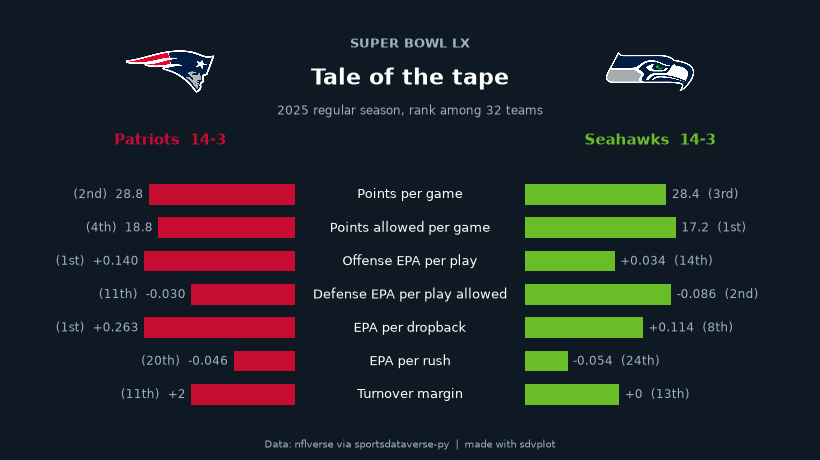 SUPER BOWL LX
Tale of the tape
2025 regular season, rank among 32 teams
Patriots 14-3 Seahawks 14-3
(2nd) 28.8 Points per game 28.4 (3rd)
(4th) 18.8 Points allowed per game 17.2 (1st)
(1st) +0.140 Offense EPA per play +0.034 (14th)
(11th) -0.030 Defense EPA per play allowed -0.086 (2nd)
(1st) +0.263 EPA per dropback +0.114 (8th)
(20th) -0.046 EPA per rush -0.054 (24th)
(11th) +2 Turnover margin +0 (13th)
Data: nflverse via sportsdataverse-py | made with sdvplot